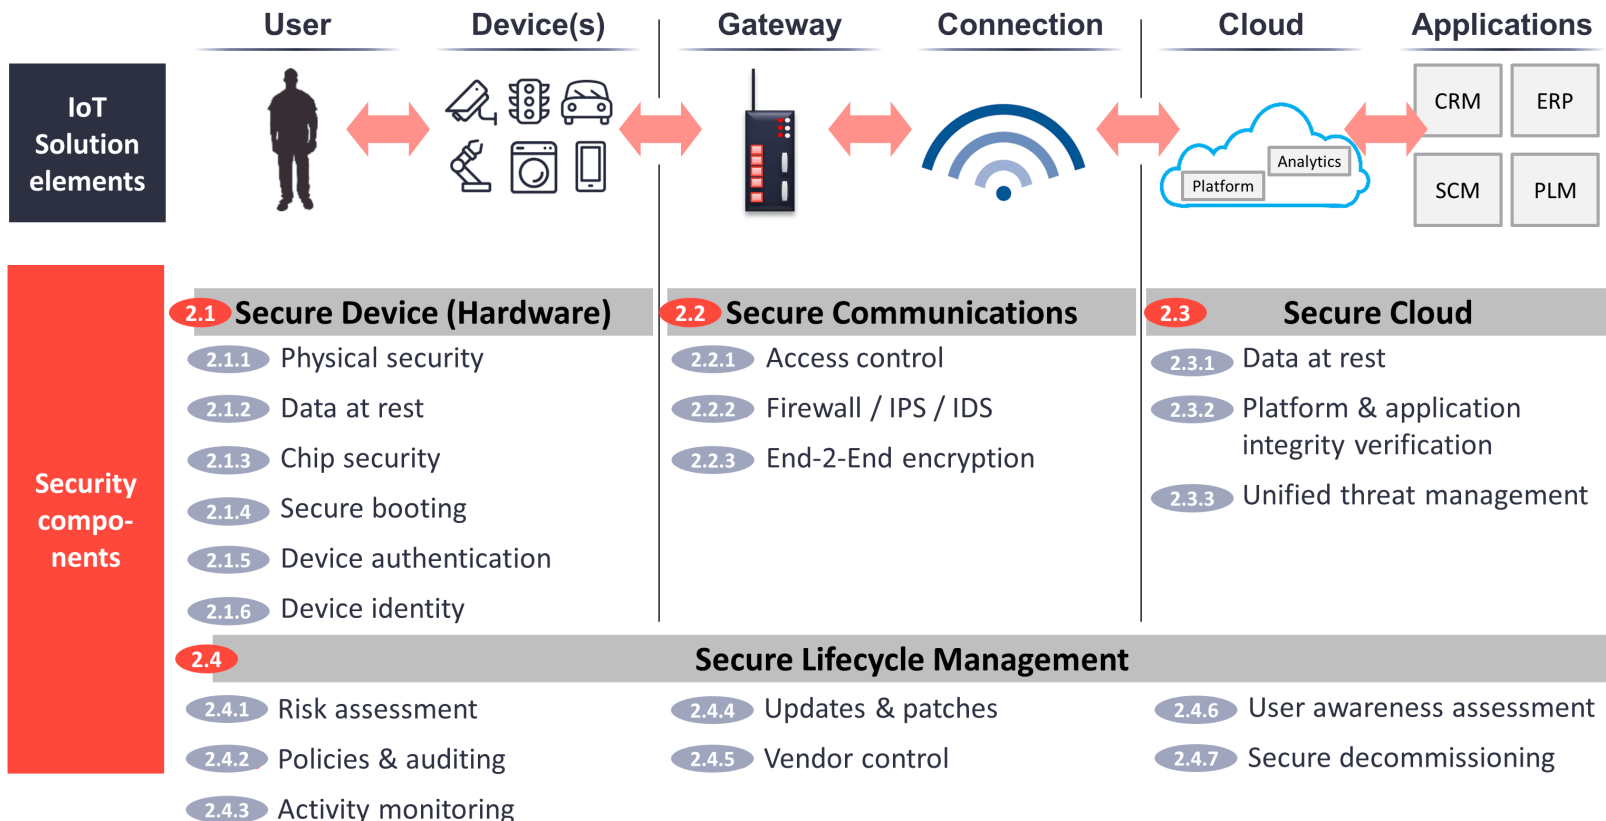 User
Device(s)
Gateway
Connection
Cloud
Applications
IoT
Solution
elements
CRM
ERP
Analytics
Platform
SCM
PLM
Security
compo-
nents
2.1 Secure Device (Hardware)
2.1.1 Physical security
2.1.2 Data at rest
2.1.3 Chip security
2.1.4 Secure booting
2.1.5 Device authentication
2.1.6 Device identity
2.2 Secure Communications
2.2.1 Access control
2.2.2 Firewall / IPS / IDS
2.2.3 End-2-End encryption
2.3 Secure Cloud
2.3.1 Data at rest
2.3.2 Platform & application
integrity verification
2.3.3 Unified threat management
2.4 Secure Lifecycle Management
2.4.1 Risk assessment
2.4.2 Policies & auditing
2.4.3 Activity monitoring
2.4.4 Updates & patches
2.4.5 Vendor control
2.4.6 User awareness assessment
2.4.7 Secure decommissioning